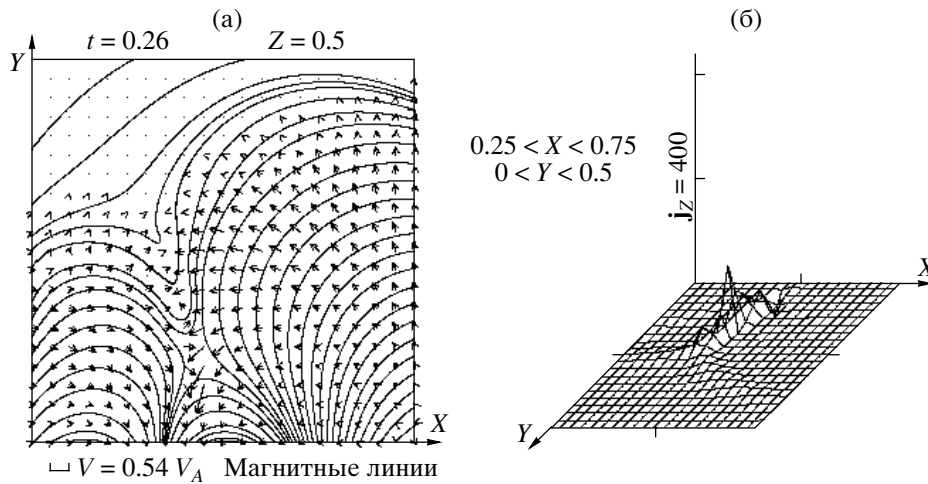 (а)
t = 0.26 Z = 0.5
Y
X
V = 0.54 V_A Магнитные линии
(б)
0.25 < X < 0.75
0 < Y < 0.5
j_Z = 400
X
Y